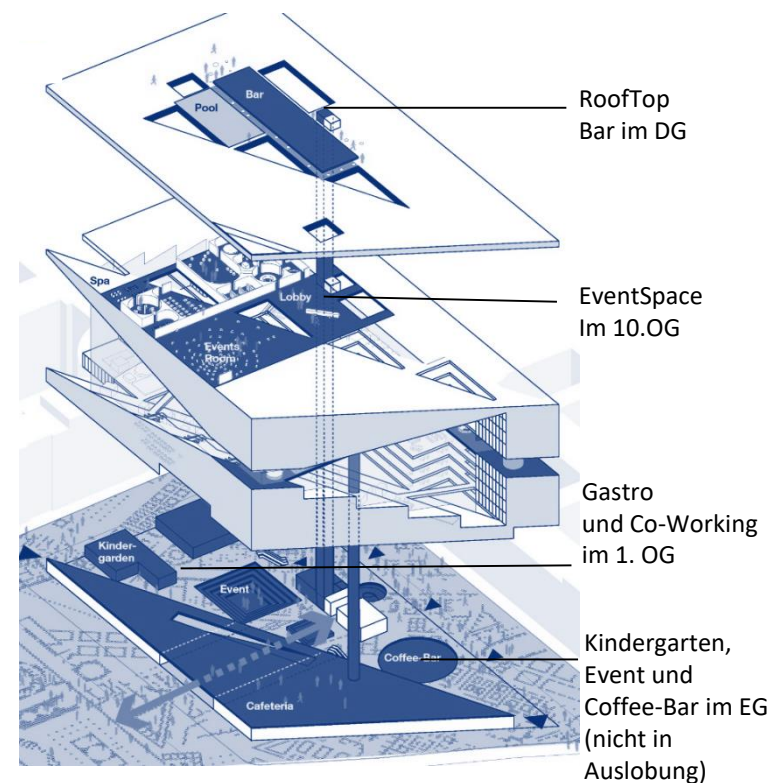 Bar
Pool
RoofTop
Bar im DG
Spa
Lobby
Events
Room
EventSpace
Im 10.OG
Kinder-
garden
Event
Gastro
und Co-Working
im 1. OG
Coffee-Bar
Cafeteria
Kindergarten,
Event und
Coffee-Bar im EG
(nicht in
Auslobung)